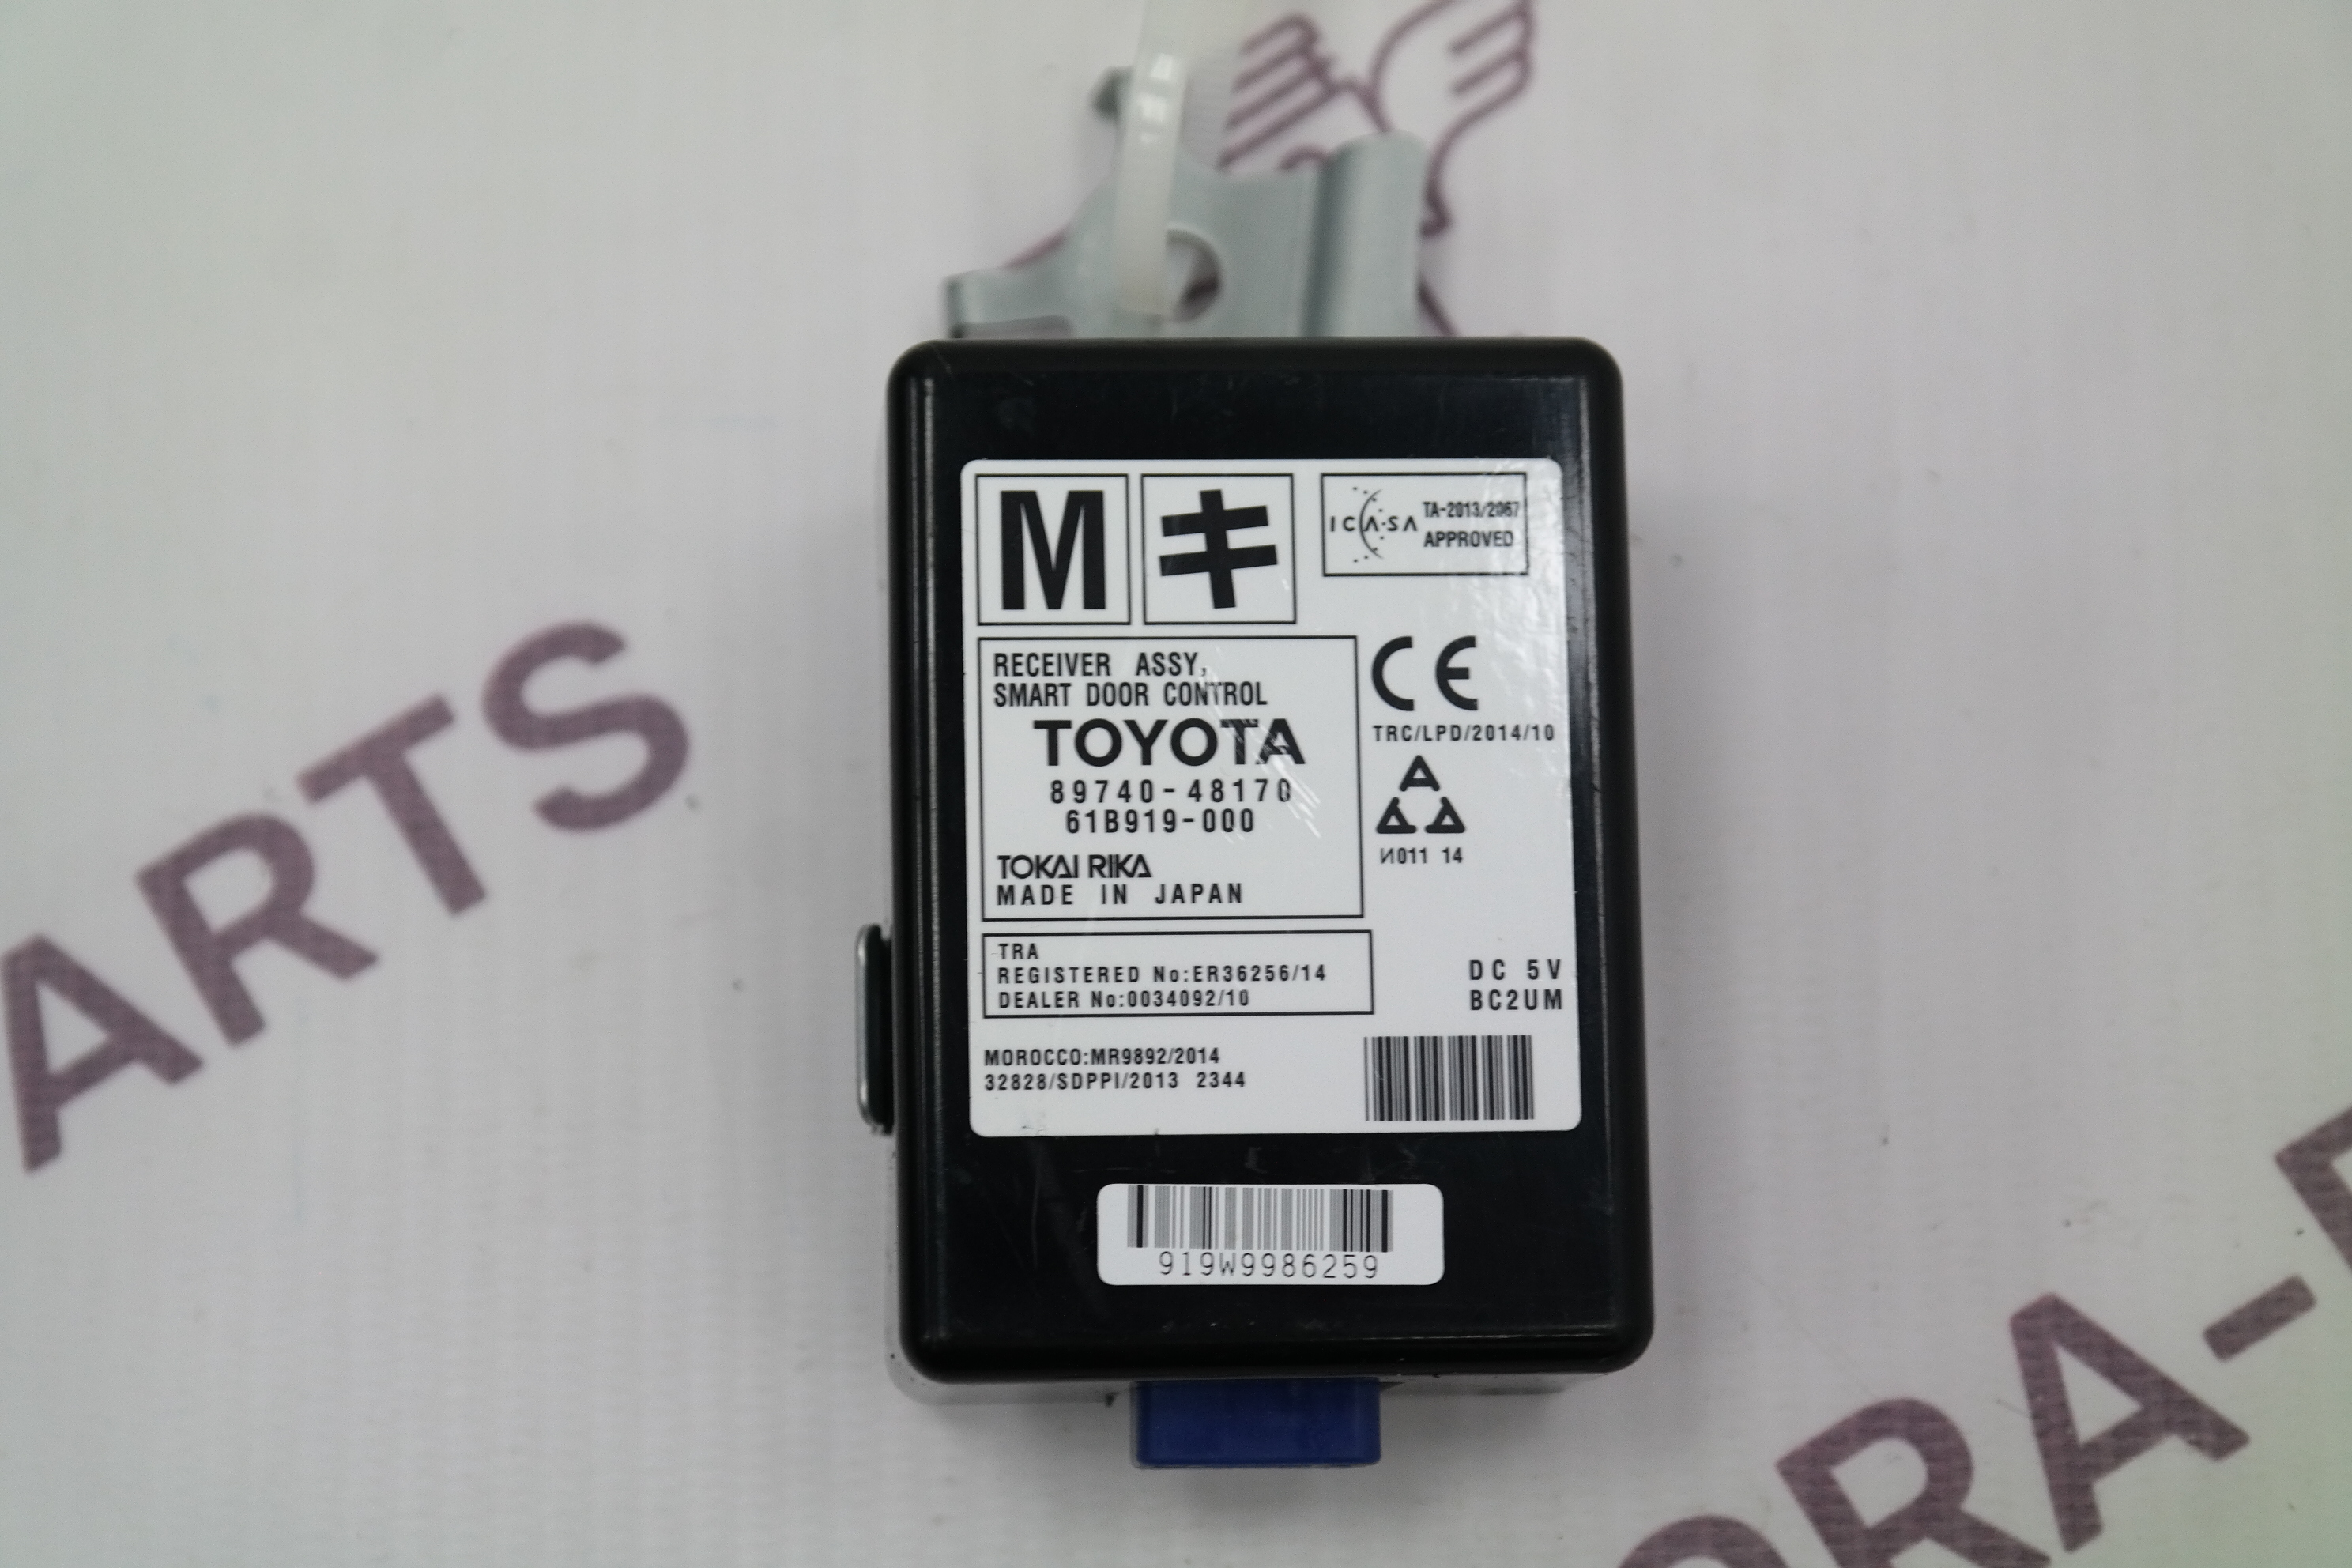 M キ
ICASA TA-2013/2067
APPROVED
RECEIVER ASSY,
SMART DOOR CONTROL
TOYOTA
89740-48170
61B919-000
TOKAI RIKA
MADE IN JAPAN
CE
TRC/LPD/2014/10
И011 14
TRA
REGISTERED No:ER36256/14
DEALER No:0034092/10
DC 5V
BC2UM
MOROCCO:MR9892/2014
32828/SDPPI/2013 2344
919W9986259
ARTS